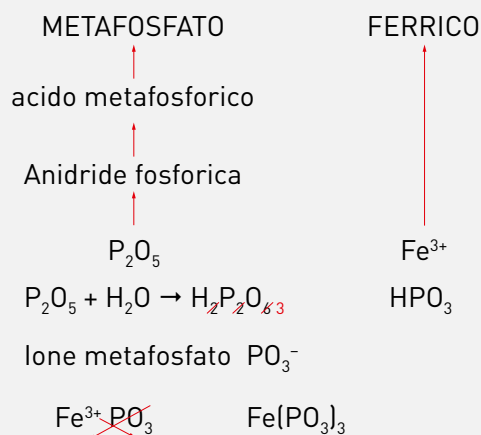 METAFOSFATO FERRICO
acido metafosforico
Anidride fosforica
P₂O₅ Fe³⁺
P₂O₅ + H₂O → H₂P₂O₆ 3 HPO₃
Ione metafosfato PO₃⁻
Fe³⁺ PO₃ Fe(PO₃)₃